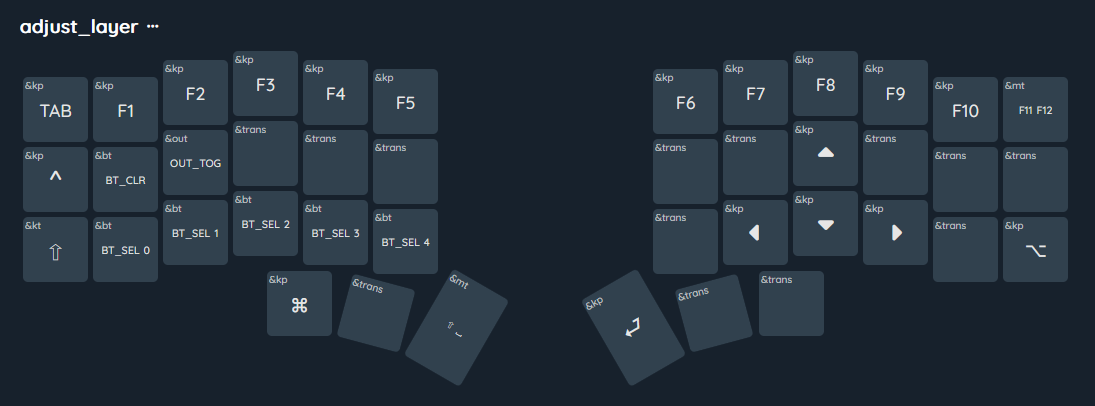 adjust_layer ···
&kp TAB &kp F1 &kp F2 &kp F3 &kp F4 &kp F5 &kp F6 &kp F7 &kp F8 &kp F9 &kp F10 &mt F11 F12
&kp ^ &bt BT_CLR &out OUT_TOG &trans &trans &trans &trans &trans &kp ▲ &trans &trans &trans
&kt ⇧ &bt BT_SEL 0 &bt BT_SEL 1 &bt BT_SEL 2 &bt BT_SEL 3 &bt BT_SEL 4 &trans &kp ◀ &kp ▼ &kp ▶ &trans &kp ⌥
&kp ⌘ &trans &mt ⇧ ⎵ &kp ⏎ &trans &trans